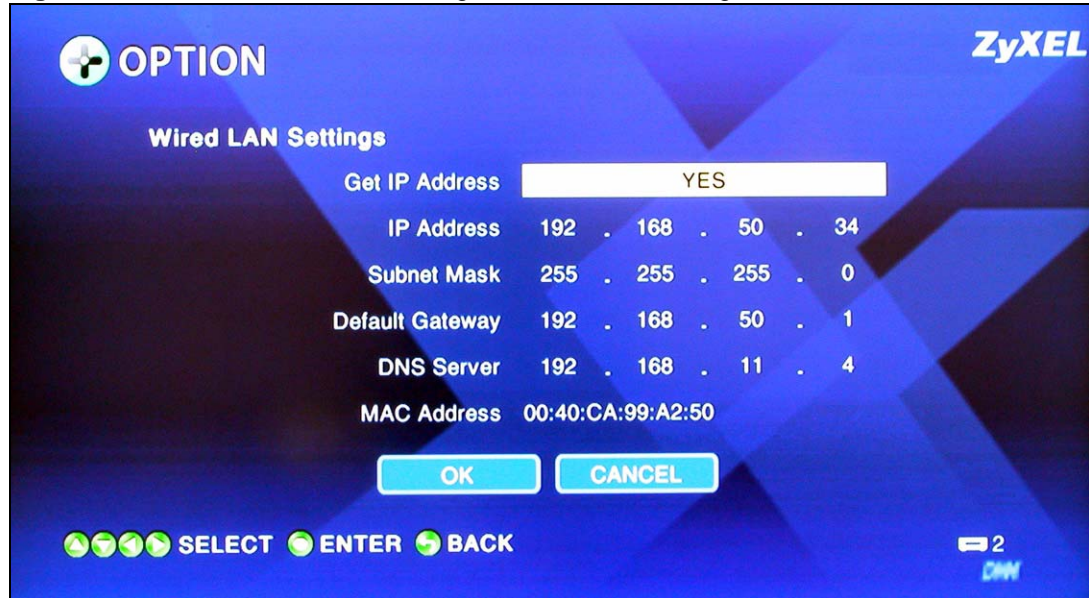 OPTION
ZyXEL
Wired LAN Settings
Get IP Address YES
IP Address 192 . 168 . 50 . 34
Subnet Mask 255 . 255 . 255 . 0
Default Gateway 192 . 168 . 50 . 1
DNS Server 192 . 168 . 11 . 4
MAC Address 00:40:CA:99:A2:50
OK CANCEL
SELECT ENTER BACK
2